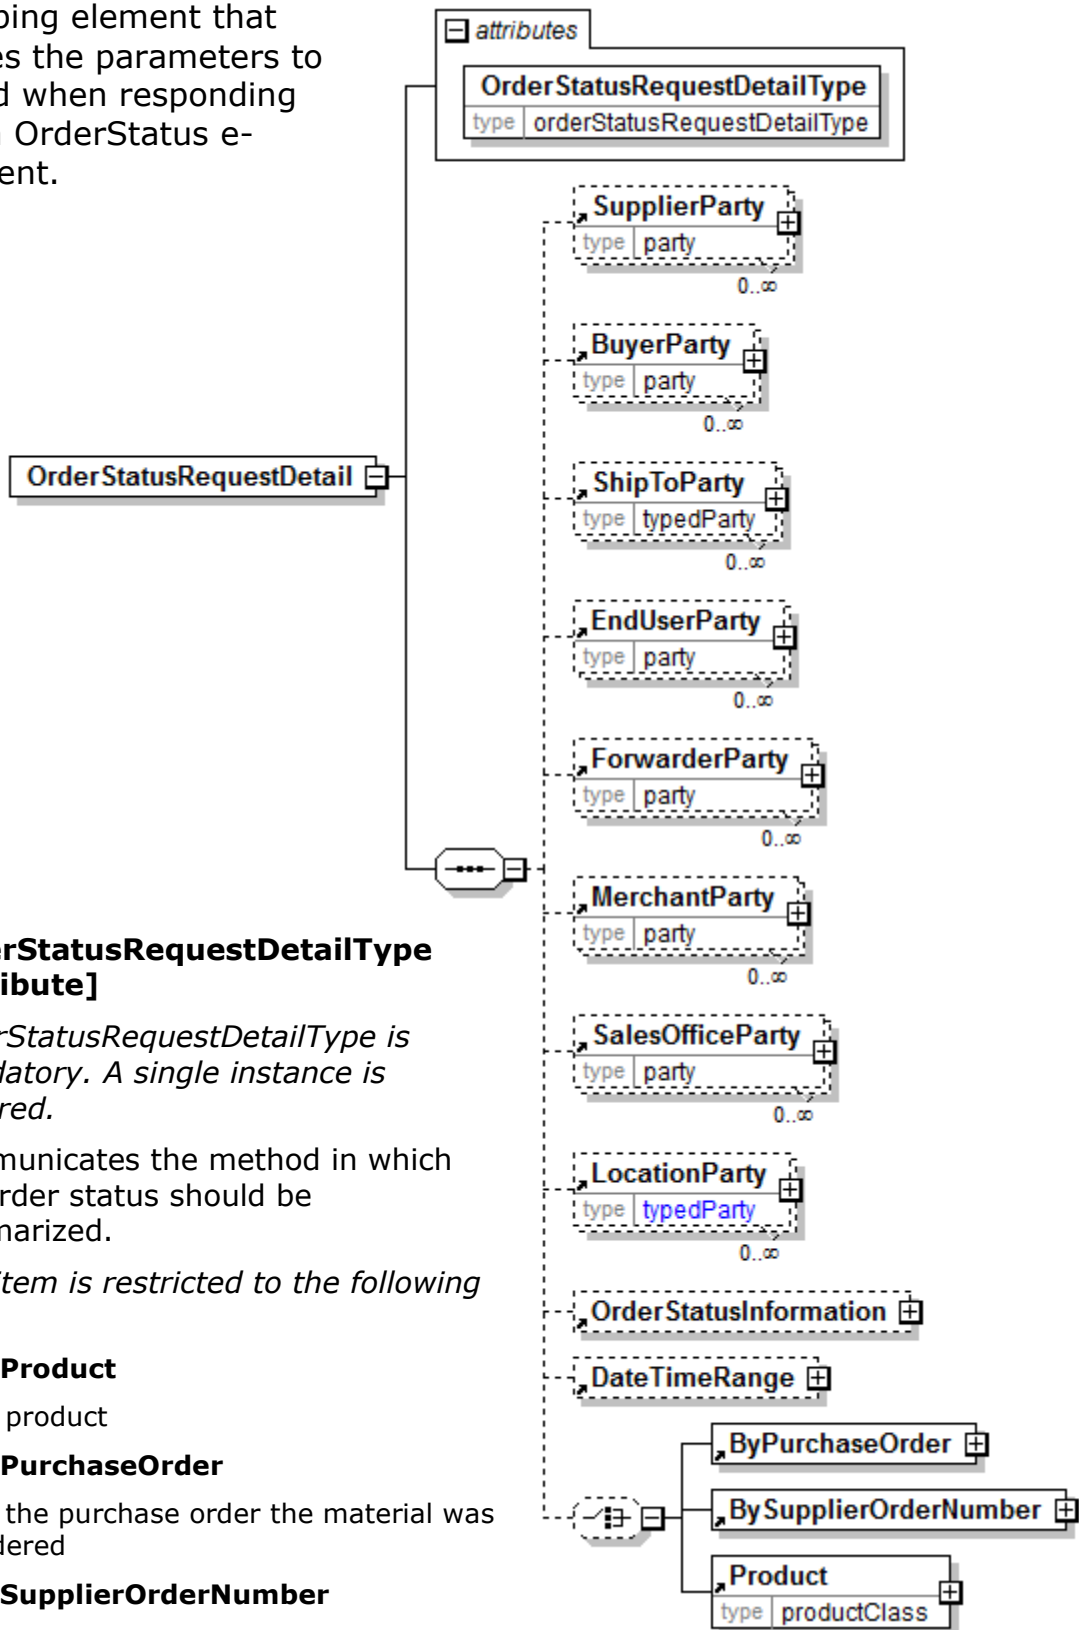 ping element that
es the parameters to
d when responding
n OrderStatus e-
ent.
attributes
OrderStatusRequestDetailType
type orderStatusRequestDetailType
SupplierParty
type party
0..∞
BuyerParty
type party
0..∞
OrderStatusRequestDetail
ShipToParty
type typedParty
0..∞
EndUserParty
type party
0..∞
ForwarderParty
type party
0..∞
MerchantParty
type party
0..∞
SalesOfficeParty
type party
0..∞
LocationParty
type typedParty
0..∞
OrderStatusInformation
DateTimeRange
ByPurchaseOrder
BySupplierOrderNumber
Product
type productClass
erStatusRequestDetailType
ibute]
rStatusRequestDetailType is
datory. A single instance is
red.
municates the method in which
rder status should be
marized.
item is restricted to the following
Product
product
PurchaseOrder
the purchase order the material was
dered
SupplierOrderNumber